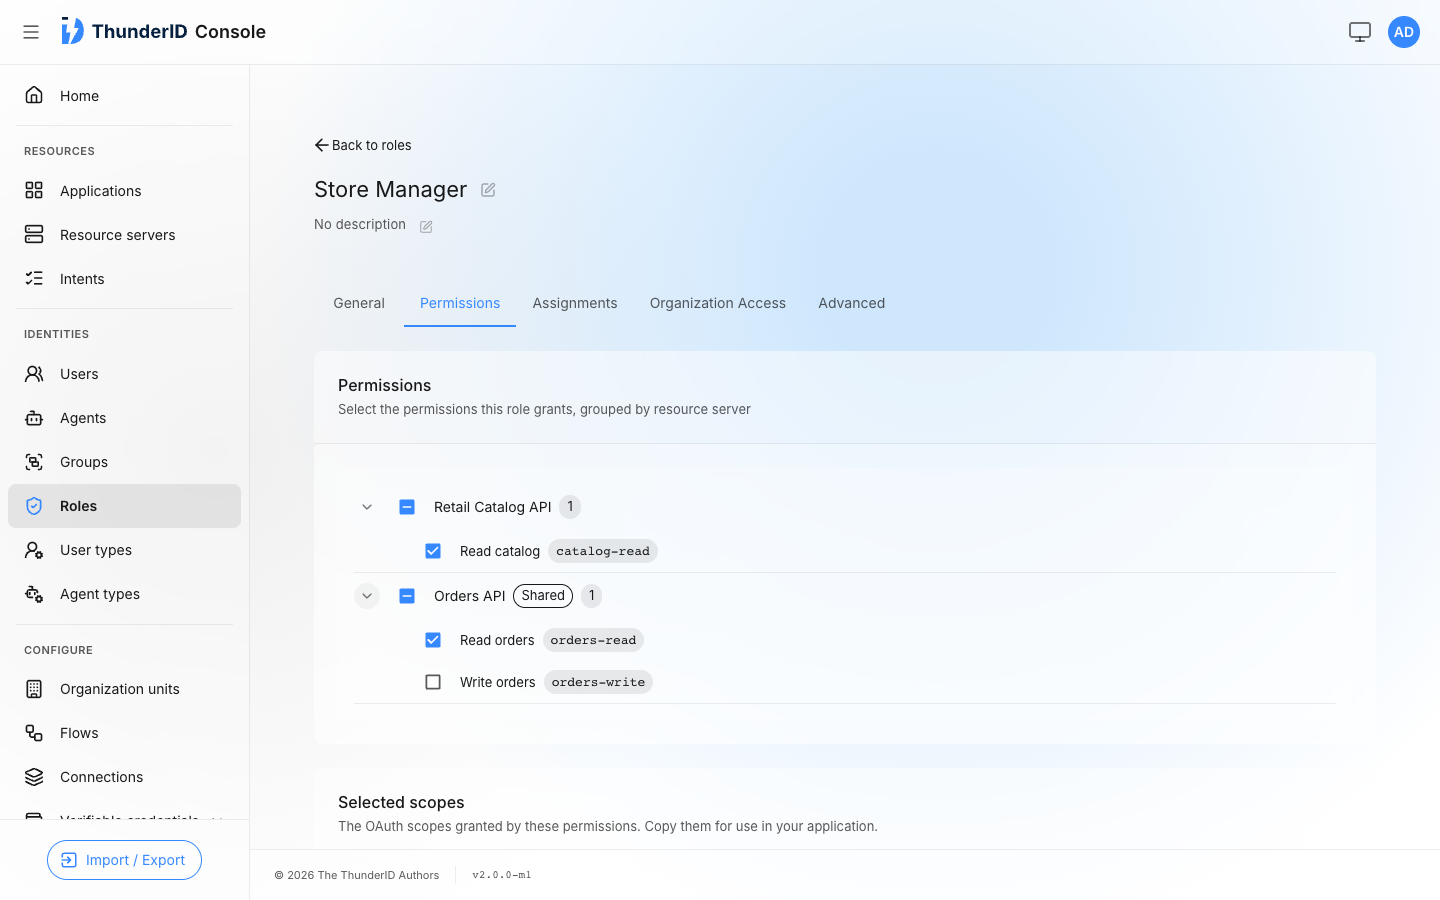 ThunderID Console
AD
Home
RESOURCES
Applications
Resource servers
Intents
IDENTITIES
Users
Agents
Groups
Roles
User types
Agent types
CONFIGURE
Organization units
Flows
Connections
Verifiable credentials
Import / Export
Back to roles
Store Manager
No description
General Permissions Assignments Organization Access Advanced
Permissions
Select the permissions this role grants, grouped by resource server
Retail Catalog API 1
Read catalog catalog-read
Orders API Shared 1
Read orders orders-read
Write orders orders-write
Selected scopes
The OAuth scopes granted by these permissions. Copy them for use in your application.
© 2026 The ThunderID Authors v2.0.0-m1